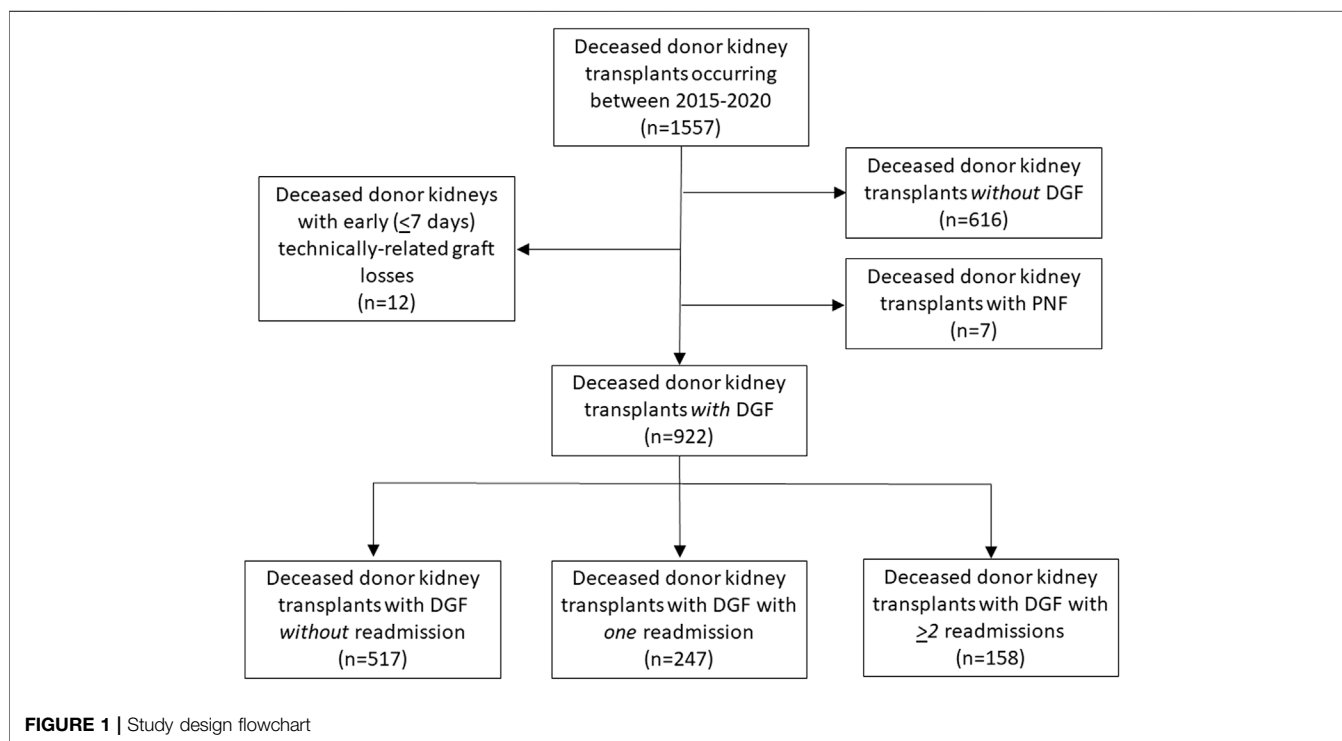 Deceased donor kidney
transplants occurring
between 2015-2020
(n=1557)
Deceased donor kidney
transplants without DGF
(n=616)
Deceased donor kidneys
with early (≤7 days)
technically-related graft
losses
(n=12)
Deceased donor kidney
transplants with PNF
(n=7)
Deceased donor kidney
transplants with DGF
(n=922)
Deceased donor kidney
transplants with DGF
without readmission
(n=517)
Deceased donor kidney
transplants with DGF with
one readmission
(n=247)
Deceased donor kidney
transplants with DGF with
≥2 readmissions
(n=158)
FIGURE 1 | Study design flowchart